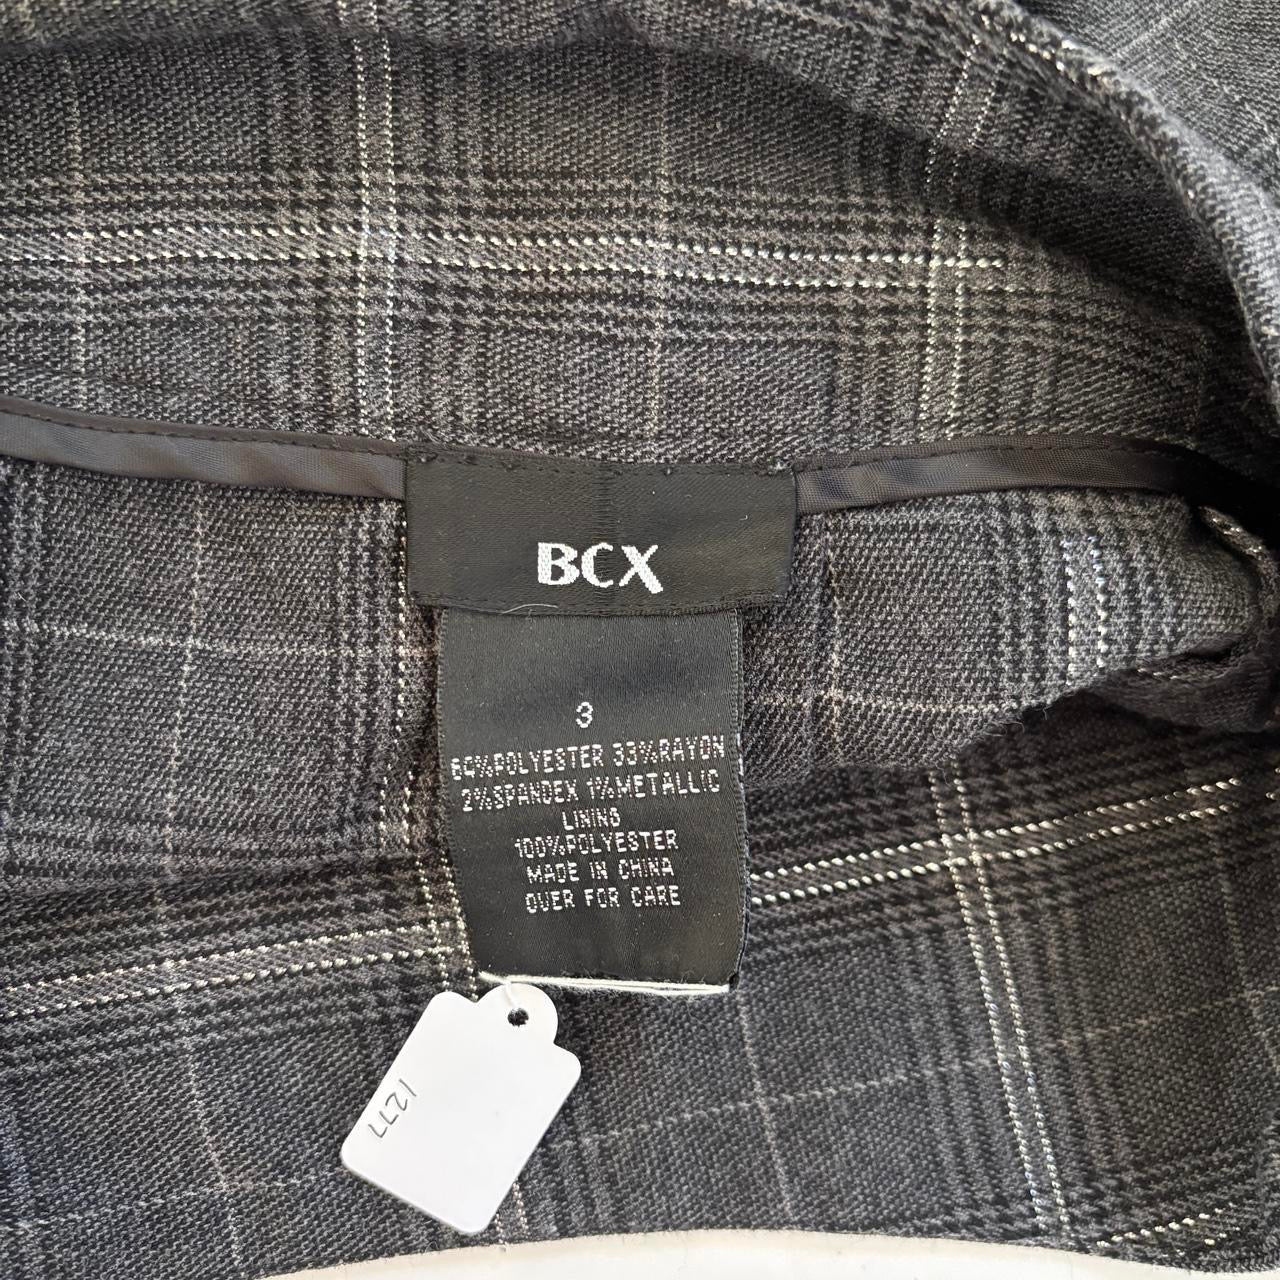 BCX
3
64%POLYESTER 33%RAYON
2%SPANDEX 1%METALLIC
LINING
100%POLYESTER
MADE IN CHINA
OVER FOR CARE
1277